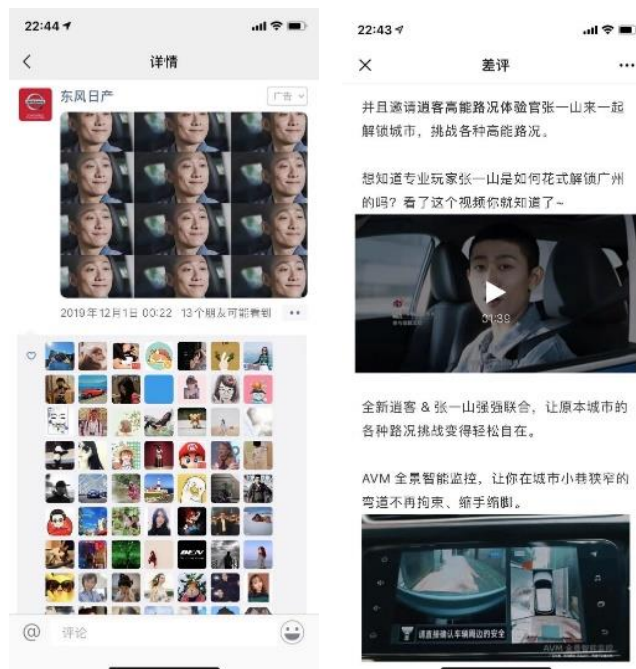 22:44
详情
东风日产
广告
2019年12月1日 00:22 13个朋友可能看到
评论
22:43
差评
并且邀请逍客高能路况体验官张一山来一起
解锁城市，挑战各种高能路况。
想知道专业玩家张一山是如何花式解锁广州
的吗？看了这个视频你就知道了~
01:39
全新逍客 & 张一山强强联合，让原本城市的
各种路况挑战变得轻松自在。
AVM 全景智能监控，让你在城市小巷狭窄的
弯道不再拘束、缩手缩脚。
请直接确认车辆周边的安全
AVM 全景智能监控